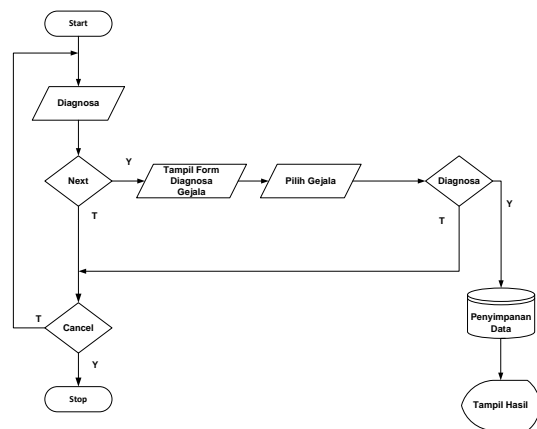 Start
Diagnosa
Next
Y
T
Tampil Form
Diagnosa
Gejala
Pilih Gejala
Diagnosa
Y
T
Penyimpanan
Data
Tampil Hasil
Cancel
T
Y
Stop